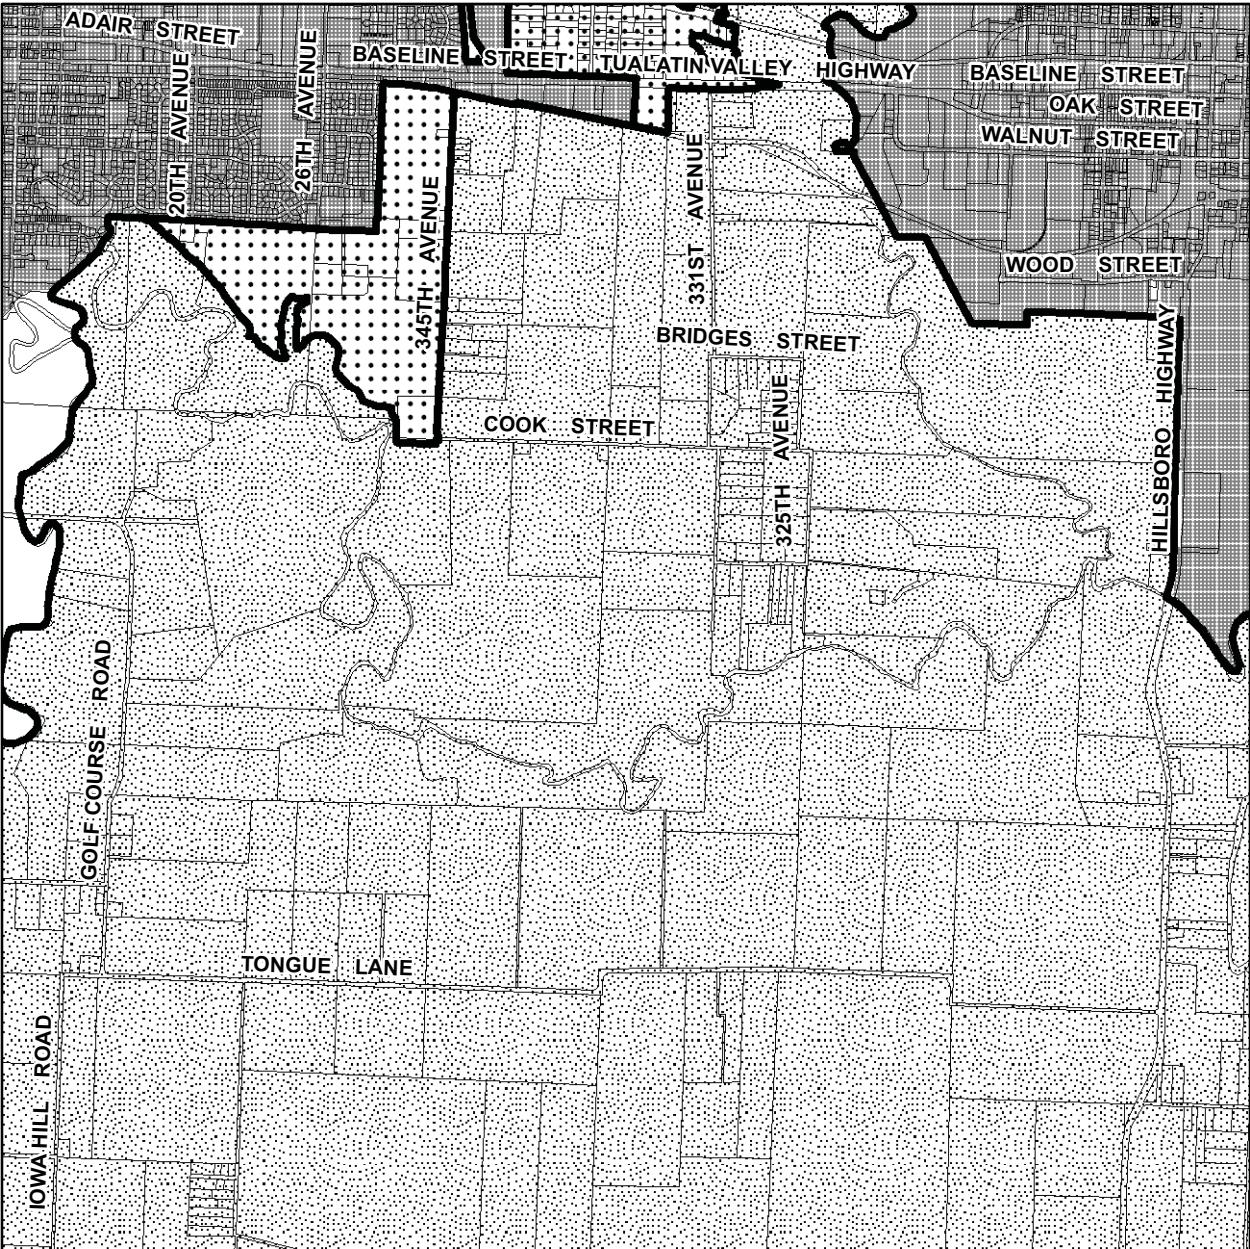 ADAIR STREET
20TH AVENUE
26TH AVENUE
BASELINE STREET
TUALATIN VALLEY HIGHWAY
BASELINE STREET
OAK STREET
WALNUT STREET
WOOD STREET
345TH AVENUE
331ST AVENUE
BRIDGES STREET
325TH AVENUE
COOK STREET
HILLSBORO HIGHWAY
GOLF COURSE ROAD
TONGUE LANE
IOWA HILL ROAD